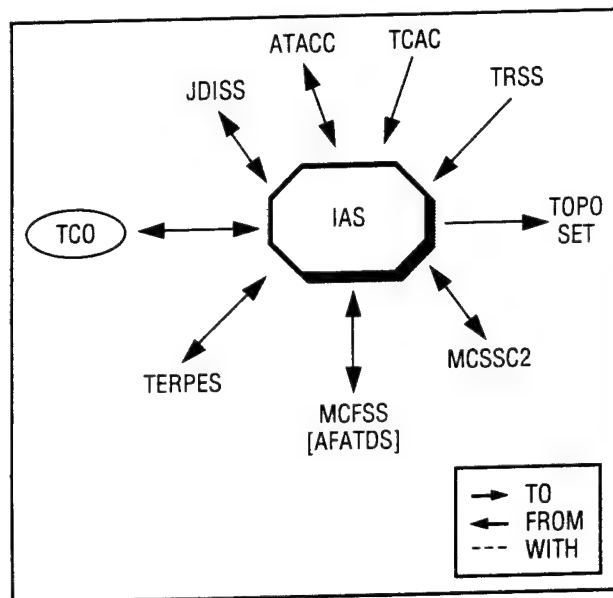 ATACC
TCAC
JDISS
TRSS
IAS
TOPO
SET
TCO
MCSSC2
TERPES
MCFSS
[AFATDS]
TO
FROM
WITH